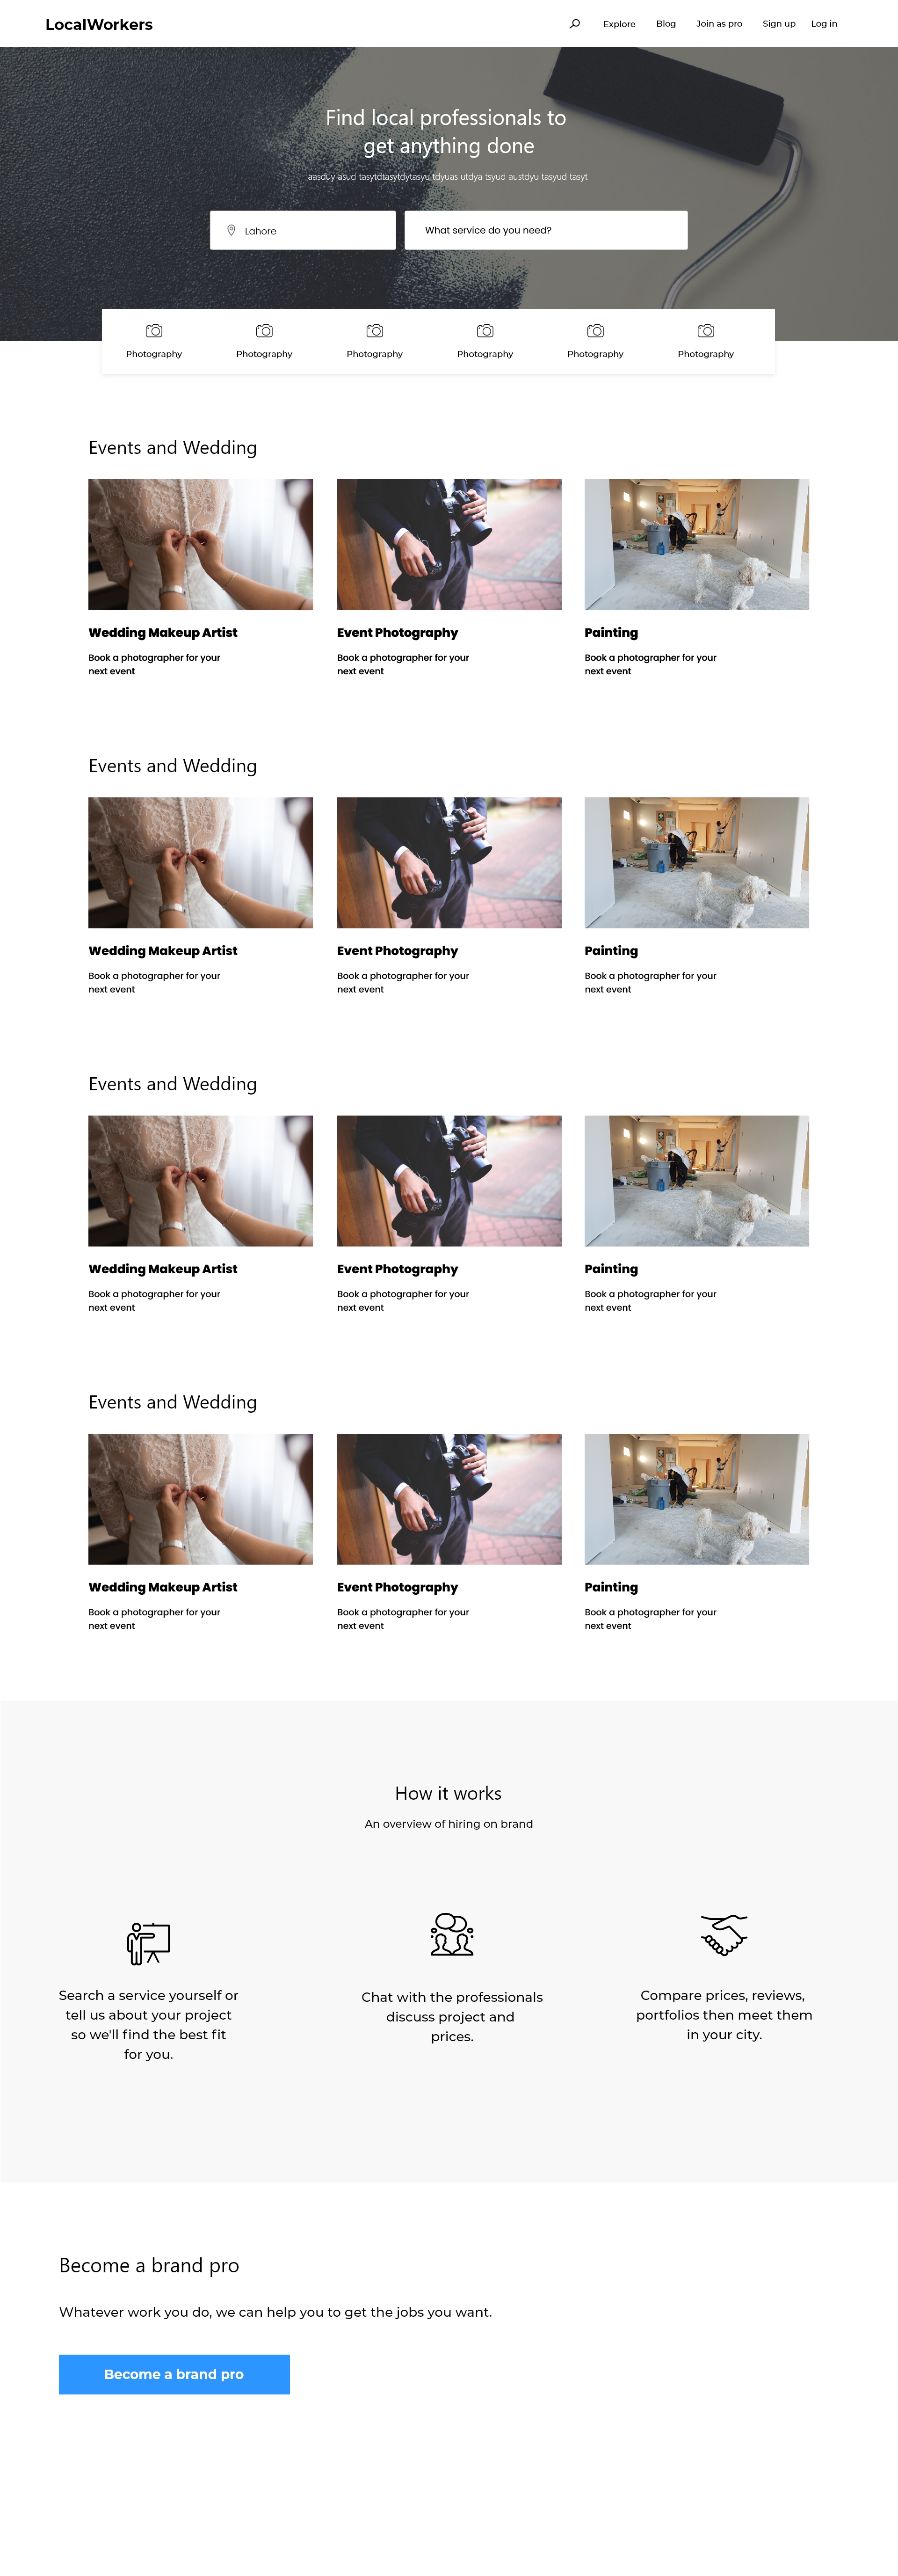 LocalWorkers
Explore Blog Join as pro Sign up Log in
Find local professionals to
get anything done
aasduy asud tasytdtasytdytasyu tdyuas utdya tsyud austdyu tasyud tasyt
Lahore What service do you need?
Photography Photography Photography Photography Photography Photography
Events and Wedding
Wedding Makeup Artist Event Photography Painting
Book a photographer for your Book a photographer for your Book a photographer for your
next event next event next event
Events and Wedding
Wedding Makeup Artist Event Photography Painting
Book a photographer for your Book a photographer for your Book a photographer for your
next event next event next event
Events and Wedding
Wedding Makeup Artist Event Photography Painting
Book a photographer for your Book a photographer for your Book a photographer for your
next event next event next event
Events and Wedding
Wedding Makeup Artist Event Photography Painting
Book a photographer for your Book a photographer for your Book a photographer for your
next event next event next event
How it works
An overview of hiring on brand
Search a service yourself or
tell us about your project
so we'll find the best fit
for you.
Chat with the professionals
discuss project and
prices.
Compare prices, reviews,
portfolios then meet them
in your city.
Become a brand pro
Whatever work you do, we can help you to get the jobs you want.
Become a brand pro